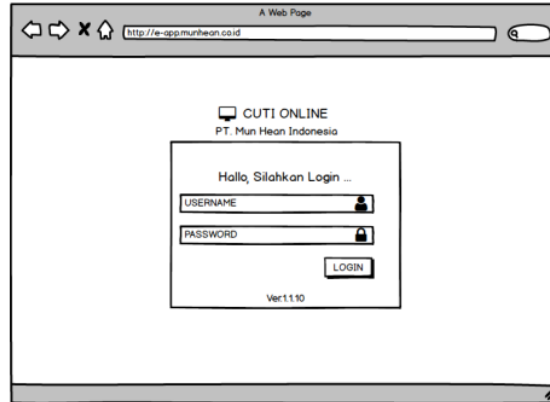 A Web Page
http://e-app.munhean.co.id
CUTI ONLINE
PT. Mun Hean Indonesia
Hallo, Silahkan Login ...
USERNAME
PASSWORD
LOGIN
Ver.1.1.10